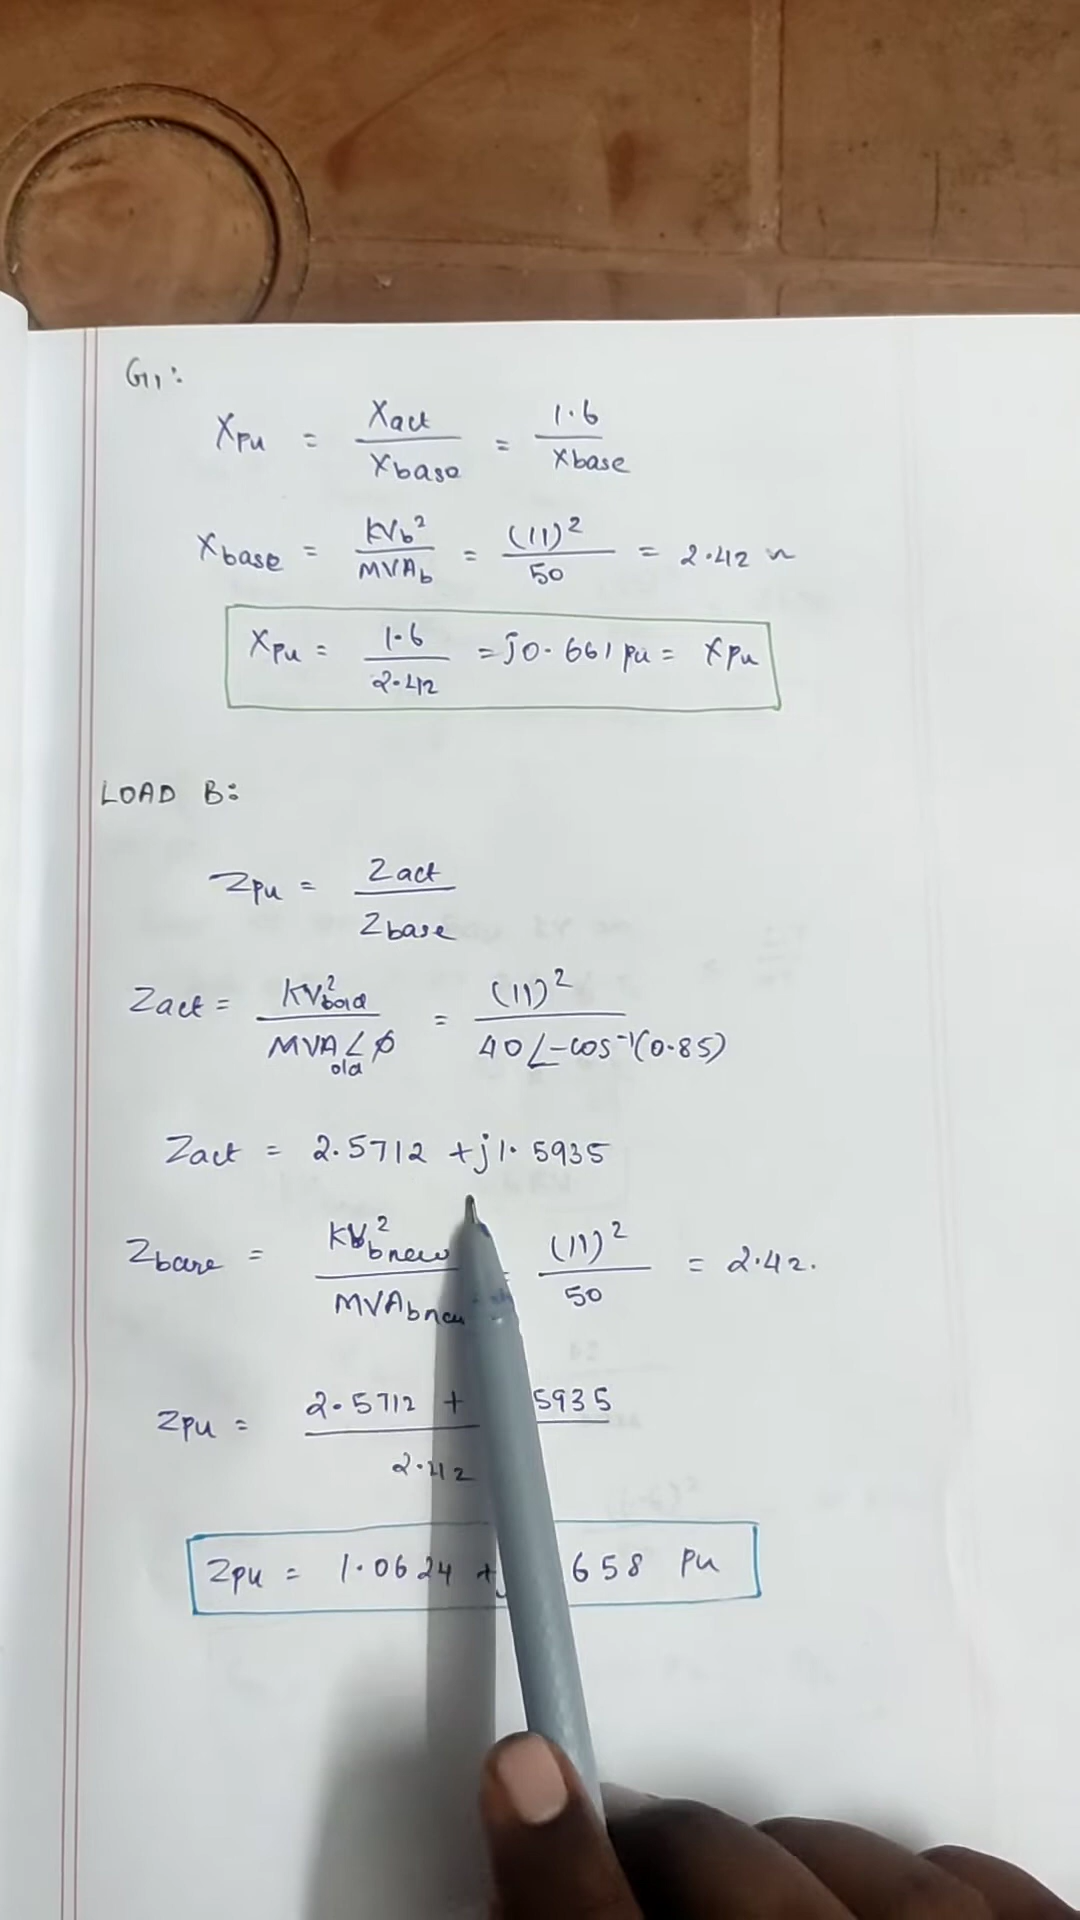 G1:
Xpu = Xact / Xbase = 1.6 / Xbase
Xbase = KVb² / MVAb = (11)² / 50 = 2.42 Ω
Xpu = 1.6 / 2.42 = j0.661 pu = Xpu
LOAD B:
Zpu = Zact / Zbase
Zact = KV²bold / MVA∠φ old = (11)² / 40∠-cos⁻¹(0.85)
Zact = 2.5712 + j1.5935
Zbase = KV²bnew / MVAbnew = (11)² / 50 = 2.42.
Zpu = 2.5712 + 5935 / 2.42
Zpu = 1.0624 +j 658 pu